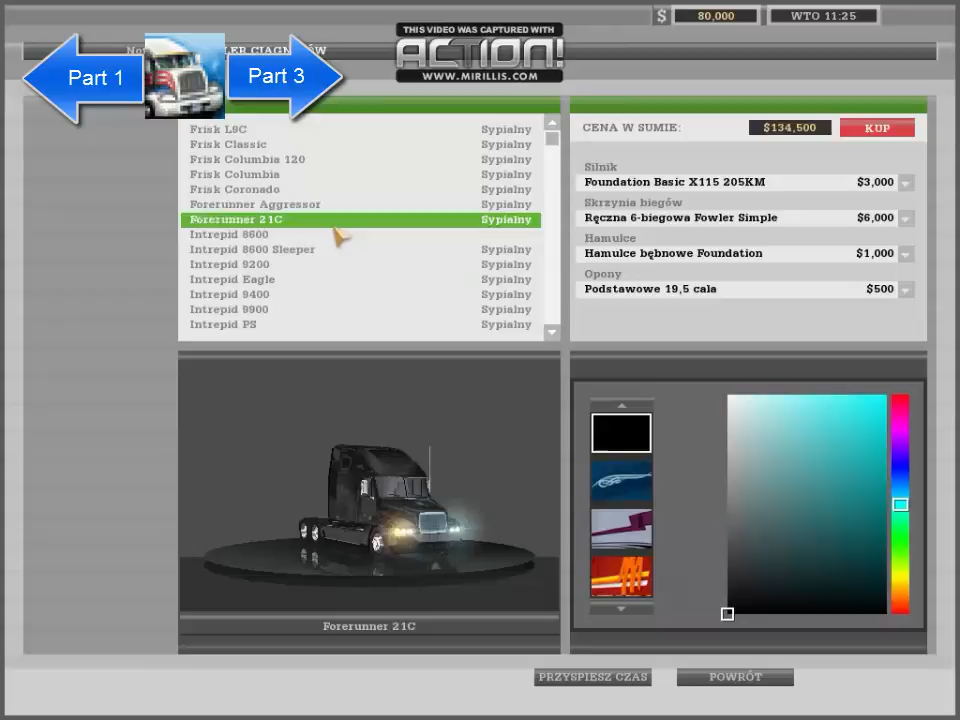 $ 80,000 WTO 11:25
THIS VIDEO WAS CAPTURED WITH
ACTION!
WWW.MIRILLIS.COM
Part 1
Part 3
LER CIĄGNIKÓW
Frisk L9C Sypialny
Frisk Classic Sypialny
Frisk Columbia 120 Sypialny
Frisk Columbia Sypialny
Frisk Coronado Sypialny
Forerunner Aggressor Sypialny
Forerunner 21C Sypialny
Intrepid 8600
Intrepid 8600 Sleeper Sypialny
Intrepid 9200 Sypialny
Intrepid Eagle Sypialny
Intrepid 9400 Sypialny
Intrepid 9900 Sypialny
Intrepid PS Sypialny
CENA W SUMIE: $134,500 KUP
Silnik
Foundation Basic X115 205KM $3,000
Skrzynia biegów
Ręczna 6-biegowa Fowler Simple $6,000
Hamulce
Hamulce bębnowe Foundation $1,000
Opony
Podstawowe 19,5 cala $500
Forerunner 21C
PRZYSPIESZ CZAS POWRÓT